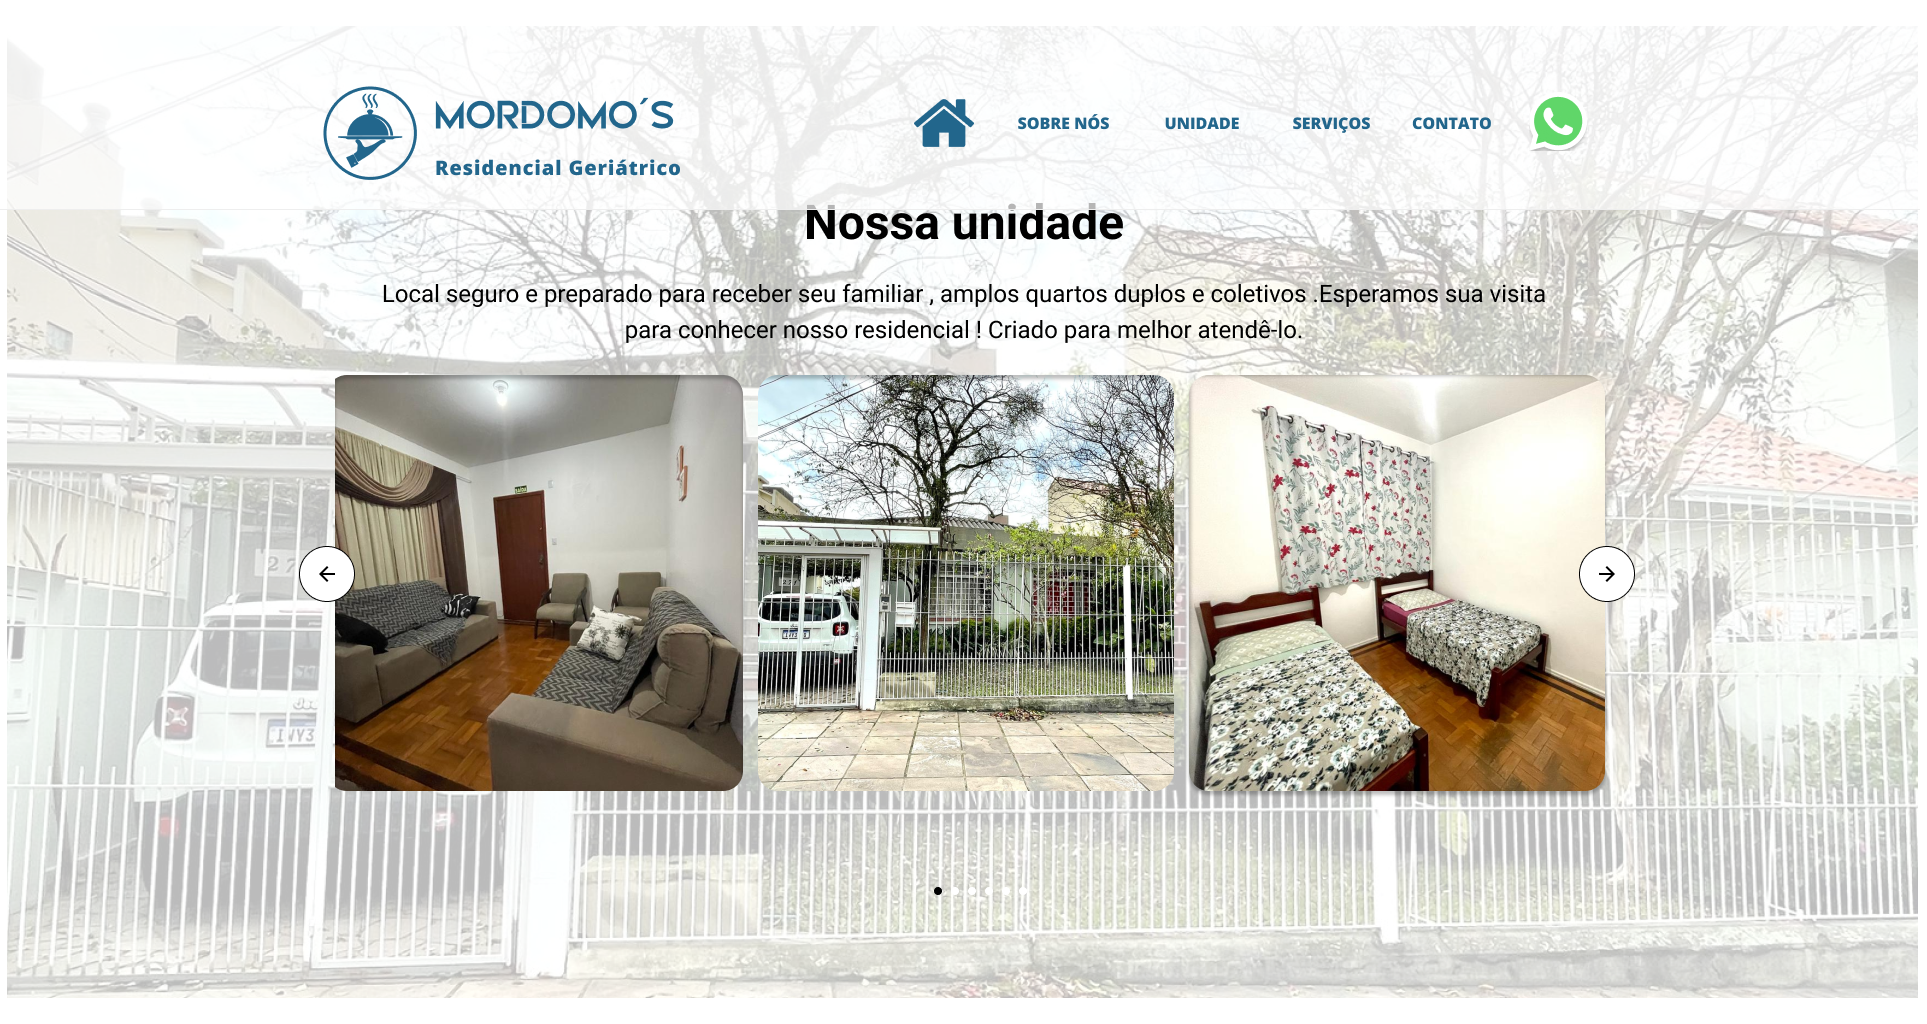 MORDOMO´S
Residencial Geriátrico
SOBRE NÓS
UNIDADE
SERVIÇOS
CONTATO
Nossa unidade
Local seguro e preparado para receber seu familiar , amplos quartos duplos e coletivos .Esperamos sua visita
para conhecer nosso residencial ! Criado para melhor atendê-lo.